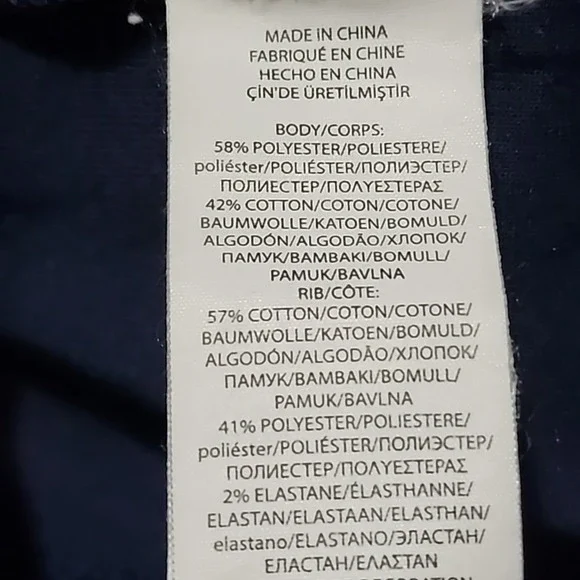 MADE IN CHINA
FABRIQUÉ EN CHINE
HECHO EN CHINA
ÇİN'DE ÜRETİLMİŞTİR
BODY/CORPS:
58% POLYESTER/POLIESTERE/
poliéster/POLIÉSTER/ПОЛИЭСТЕР/
ПОЛИЕСТЕР/ΠΟΛΥΕΣΤΕΡΑΣ
42% COTTON/COTON/COTONE/
BAUMWOLLE/KATOEN/BOMULD/
ALGODÓN/ALGODÃO/ХЛОПОК/
ПАМУК/ΒΑΜΒΑΚΙ/BOMULL/
PAMUK/BAVLNA
RIB/CÔTE:
57% COTTON/COTON/COTONE/
BAUMWOLLE/KATOEN/BOMULD/
ALGODÓN/ALGODÃO/ХЛОПОК/
ПАМУК/ΒΑΜΒΑΚΙ/BOMULL/
PAMUK/BAVLNA
41% POLYESTER/POLIESTERE/
poliéster/POLIÉSTER/ПОЛИЭСТЕР/
ПОЛИЕСТЕР/ΠΟΛΥΕΣΤΕΡΑΣ
2% ELASTANE/ÉLASTHANNE/
ELASTAN/ELASTAAN/ELASTHAN/
elastano/ELASTANO/ЭЛАСТАН/
ЕЛАСТАН/ΕΛΑΣΤΑΝ